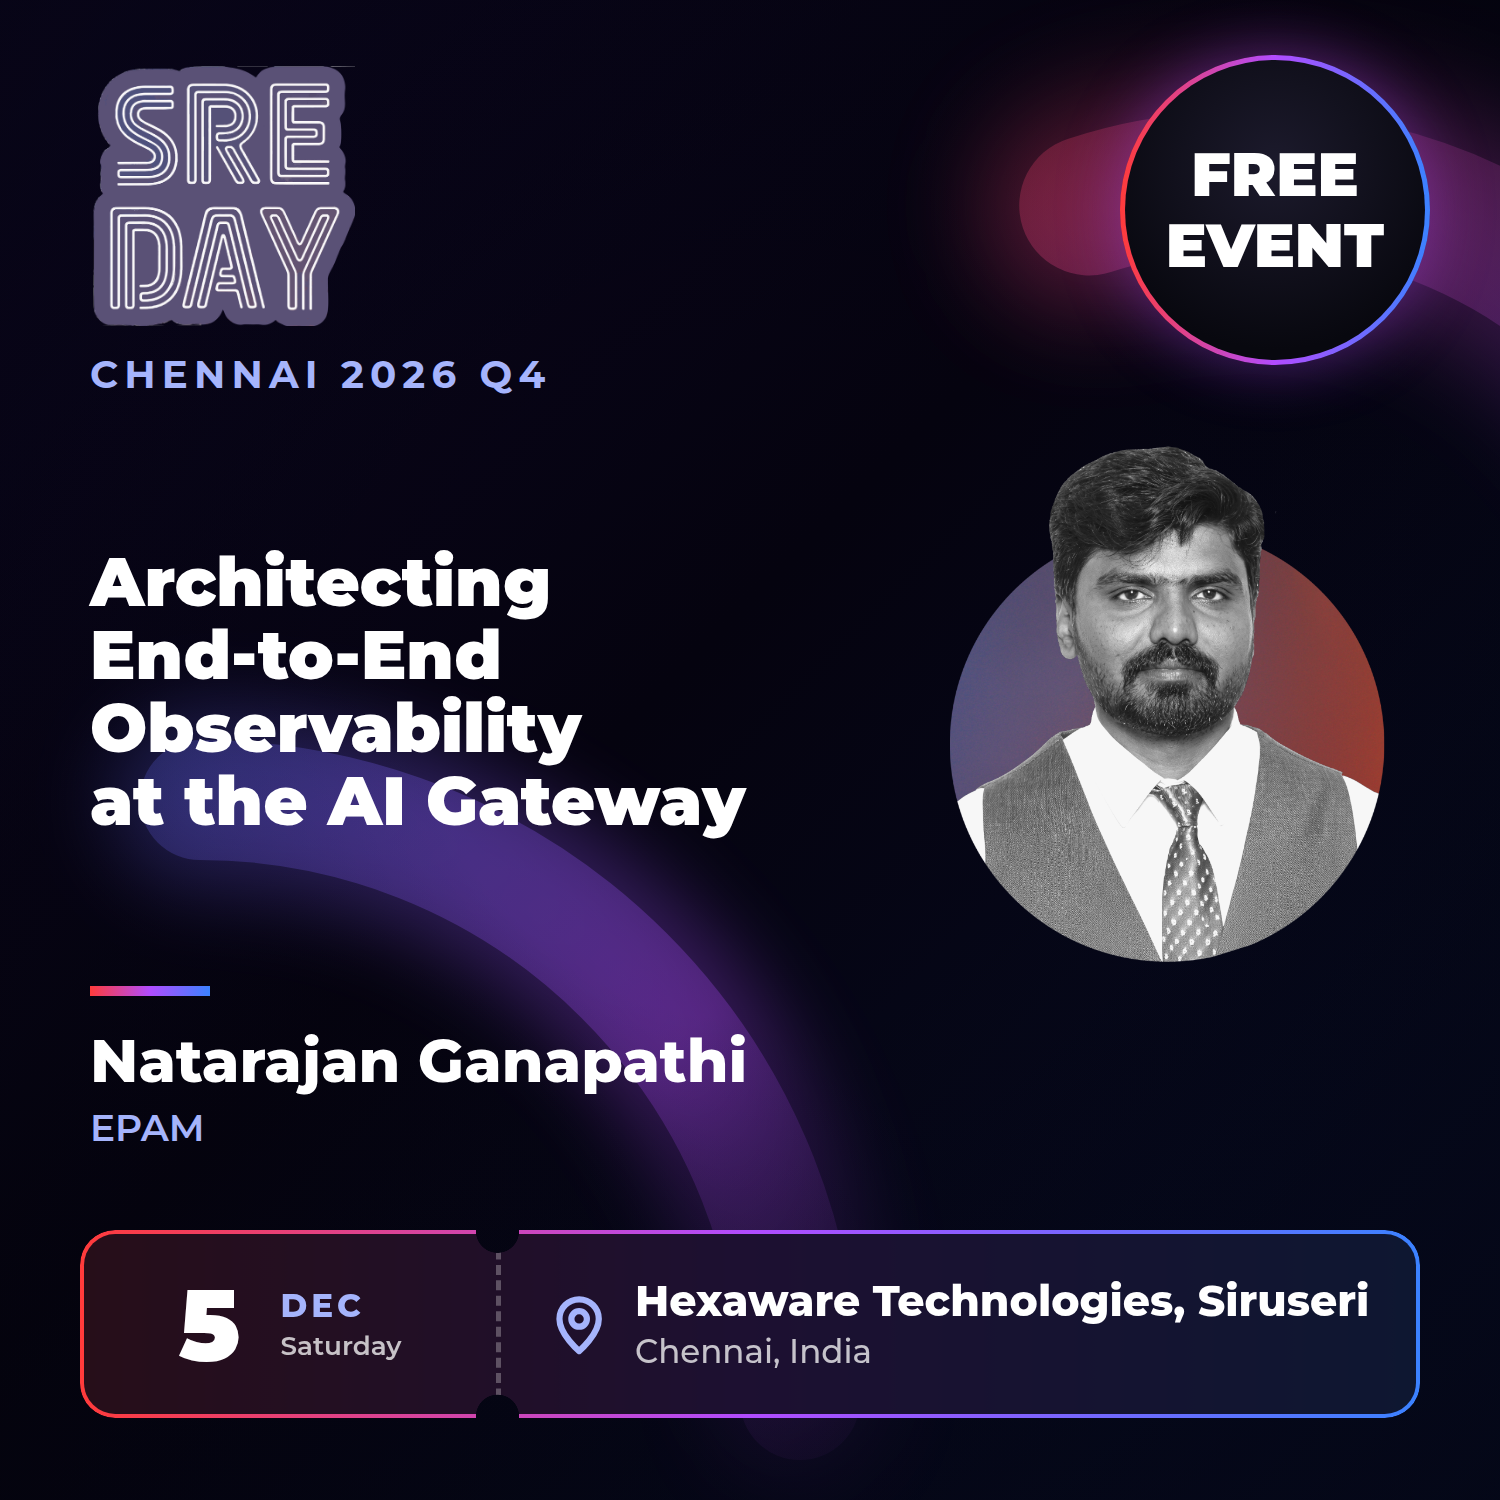 SRE
DAY
CHENNAI 2026 Q4
FREE
EVENT
Architecting
End-to-End
Observability
at the AI Gateway
Natarajan Ganapathi
EPAM
5
DEC
Saturday
Hexaware Technologies, Siruseri
Chennai, India